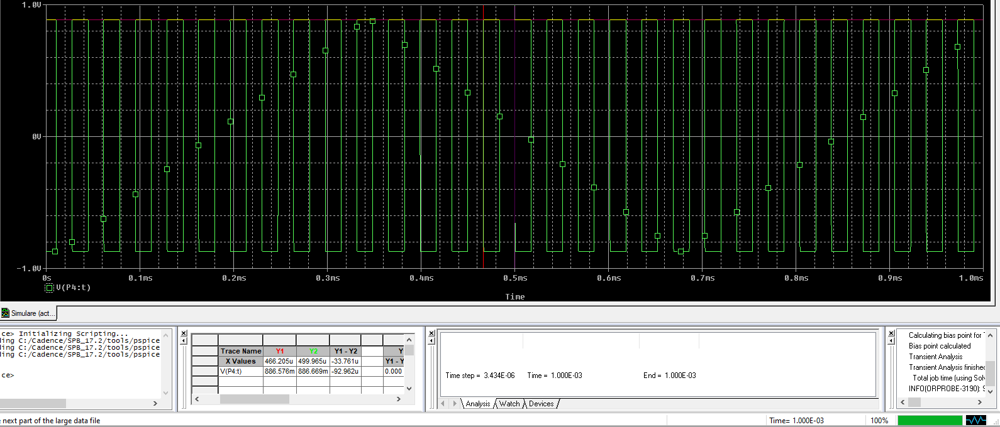 1.0V
0V
-1.0V
0s 0.1ms 0.2ms 0.3ms 0.4ms 0.5ms 0.6ms 0.7ms 0.8ms 0.9ms 1.0ms
V(P4:t)
Time
Simulare (act...
ce> Initializing Scripting...
ling C:/Cadence/SPB_17.2/tools/pspice
ling C:/Cadence/SPB_17.2/tools/pspice
ling C:/Cadence/SPB_17.2/tools/pspice
ce>
Trace Name Y1 Y2 Y1 - Y2 Y
X Values 466.205u 499.965u -33.761u Y1 - Y
V(P4:t) 886.576m 886.669m -92.962u 0.000
Time step = 3.434E-06 Time = 1.000E-03 End = 1.000E-03
Analysis Watch Devices
Calculating bias point for
Bias point calculated
Transient Analysis
Transient Analysis finished
Total job time (using Sol
INFO(ORPROBE-3190):
next part of the large data file
Time= 1.000E-03 100%